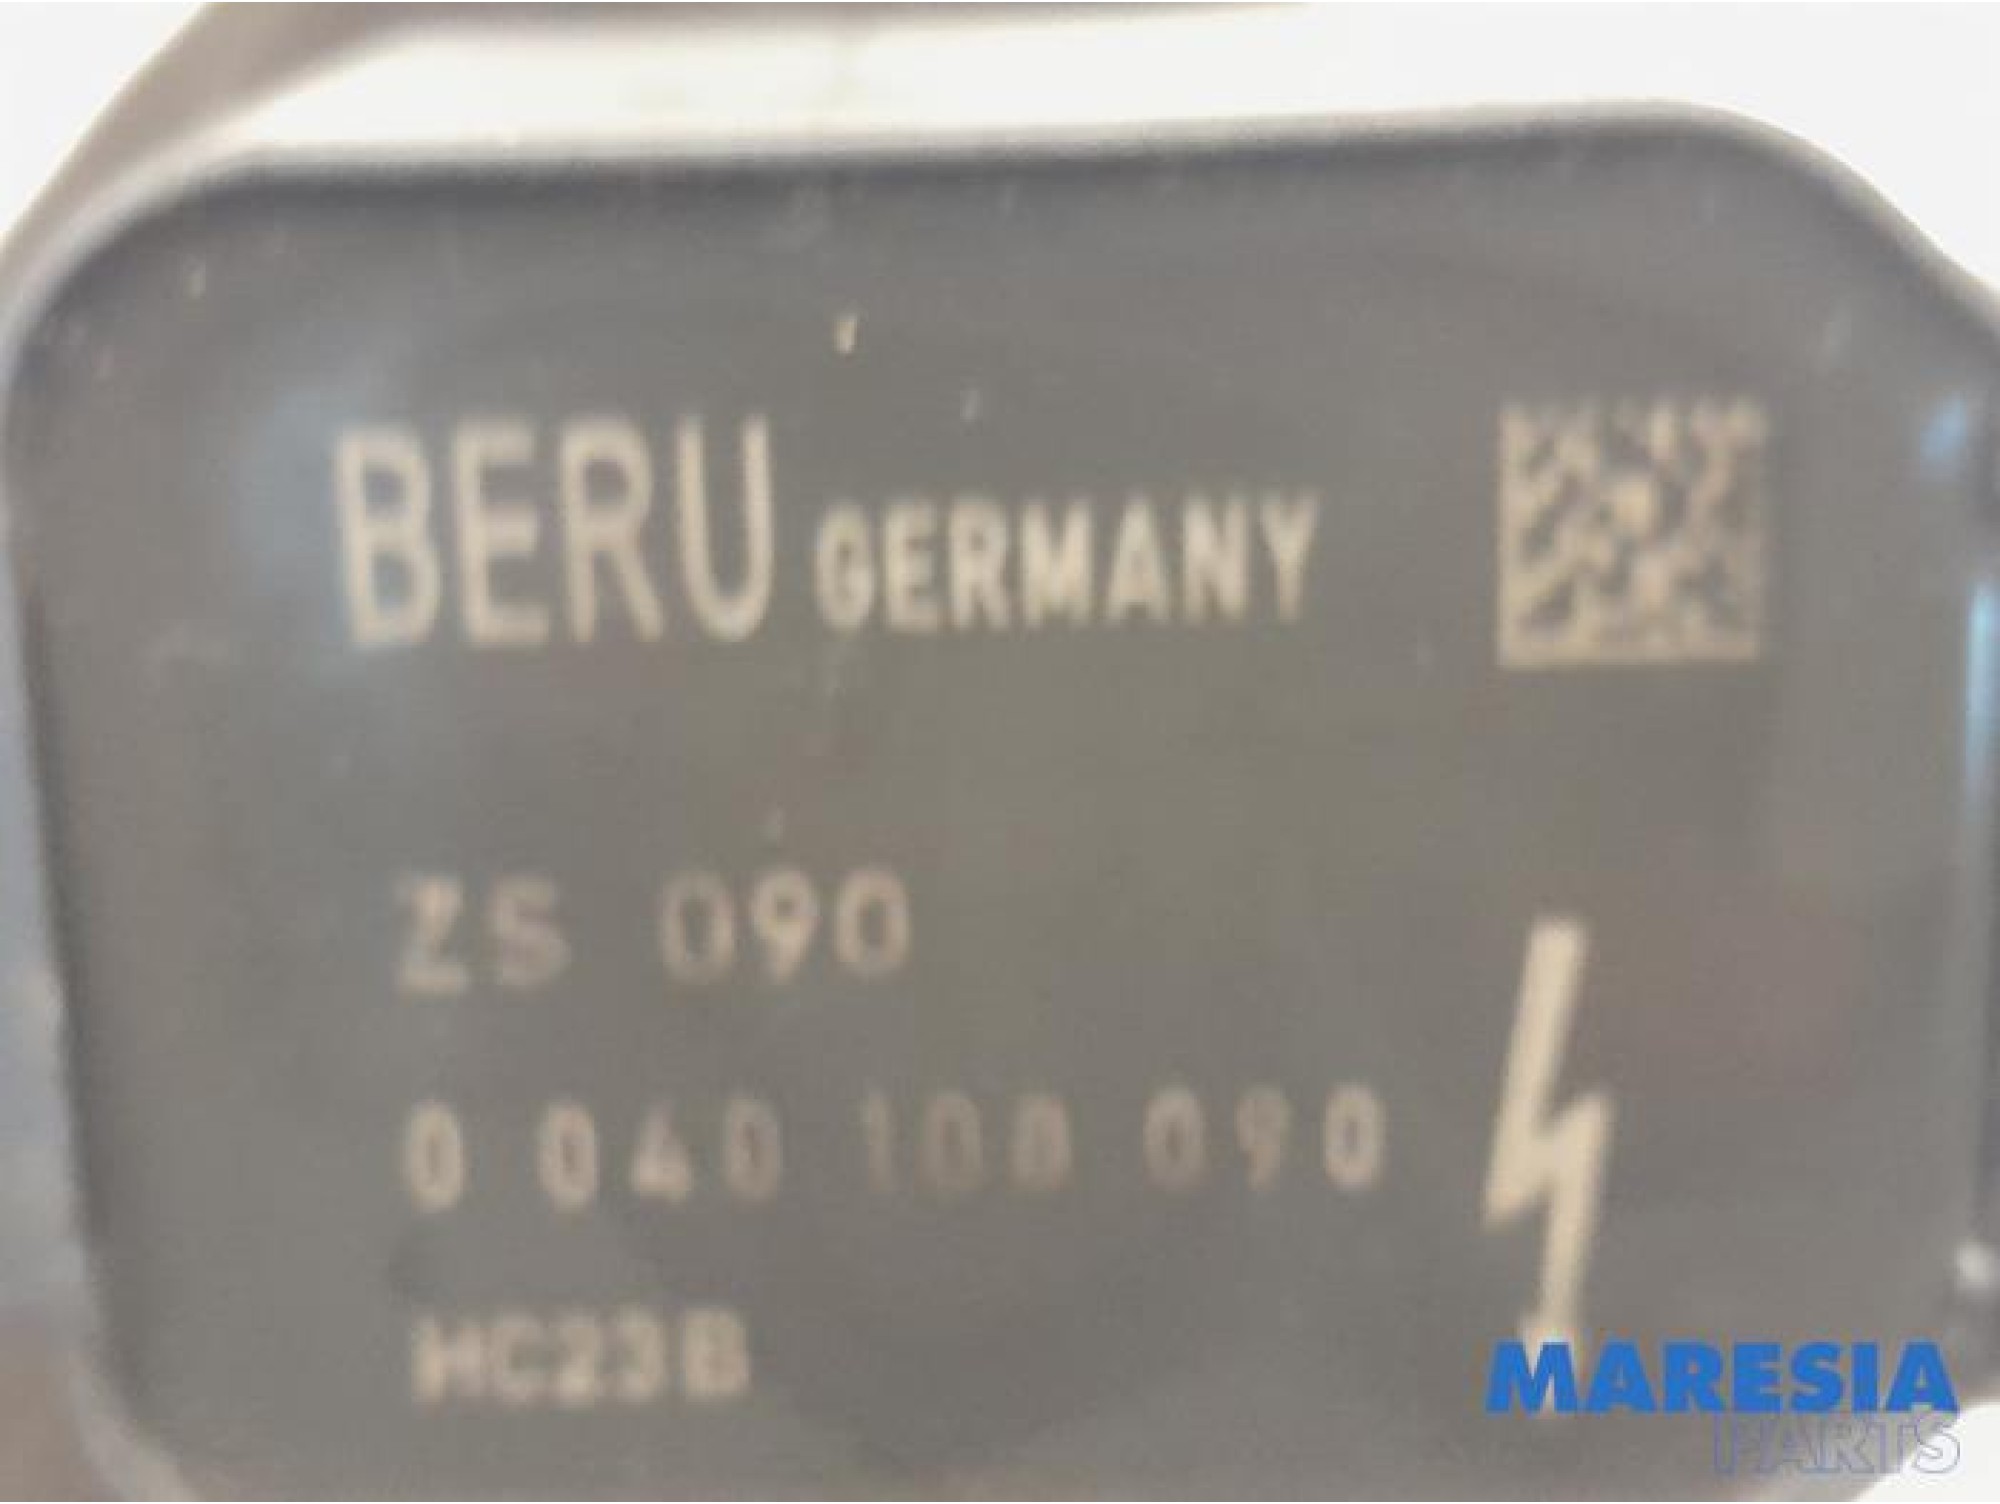 BERU GERMANY
ZS 090
0 040 100 090
HC23B
MARESIA
PARTS